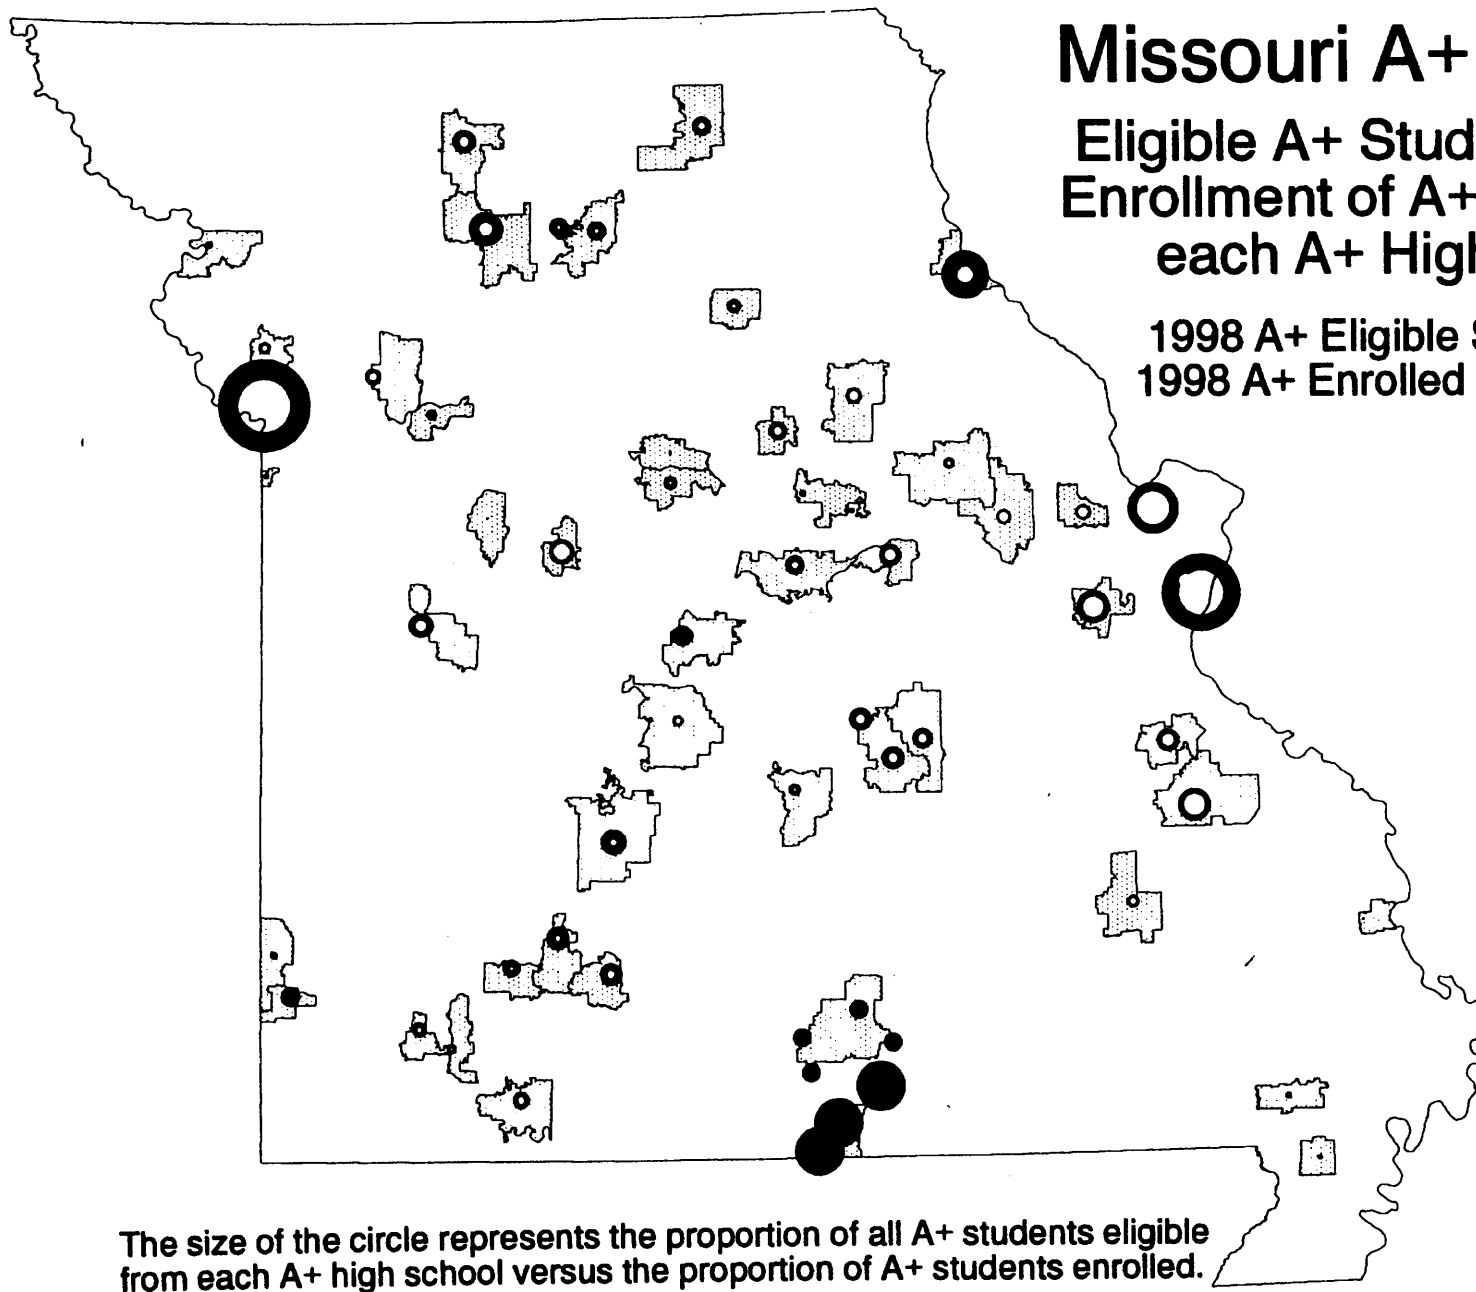 Missouri A+
Eligible A+ Stud
Enrollment of A+
each A+ High
1998 A+ Eligible
1998 A+ Enrolled
The size of the circle represents the proportion of all A+ students eligible
from each A+ high school versus the proportion of A+ students enrolled.